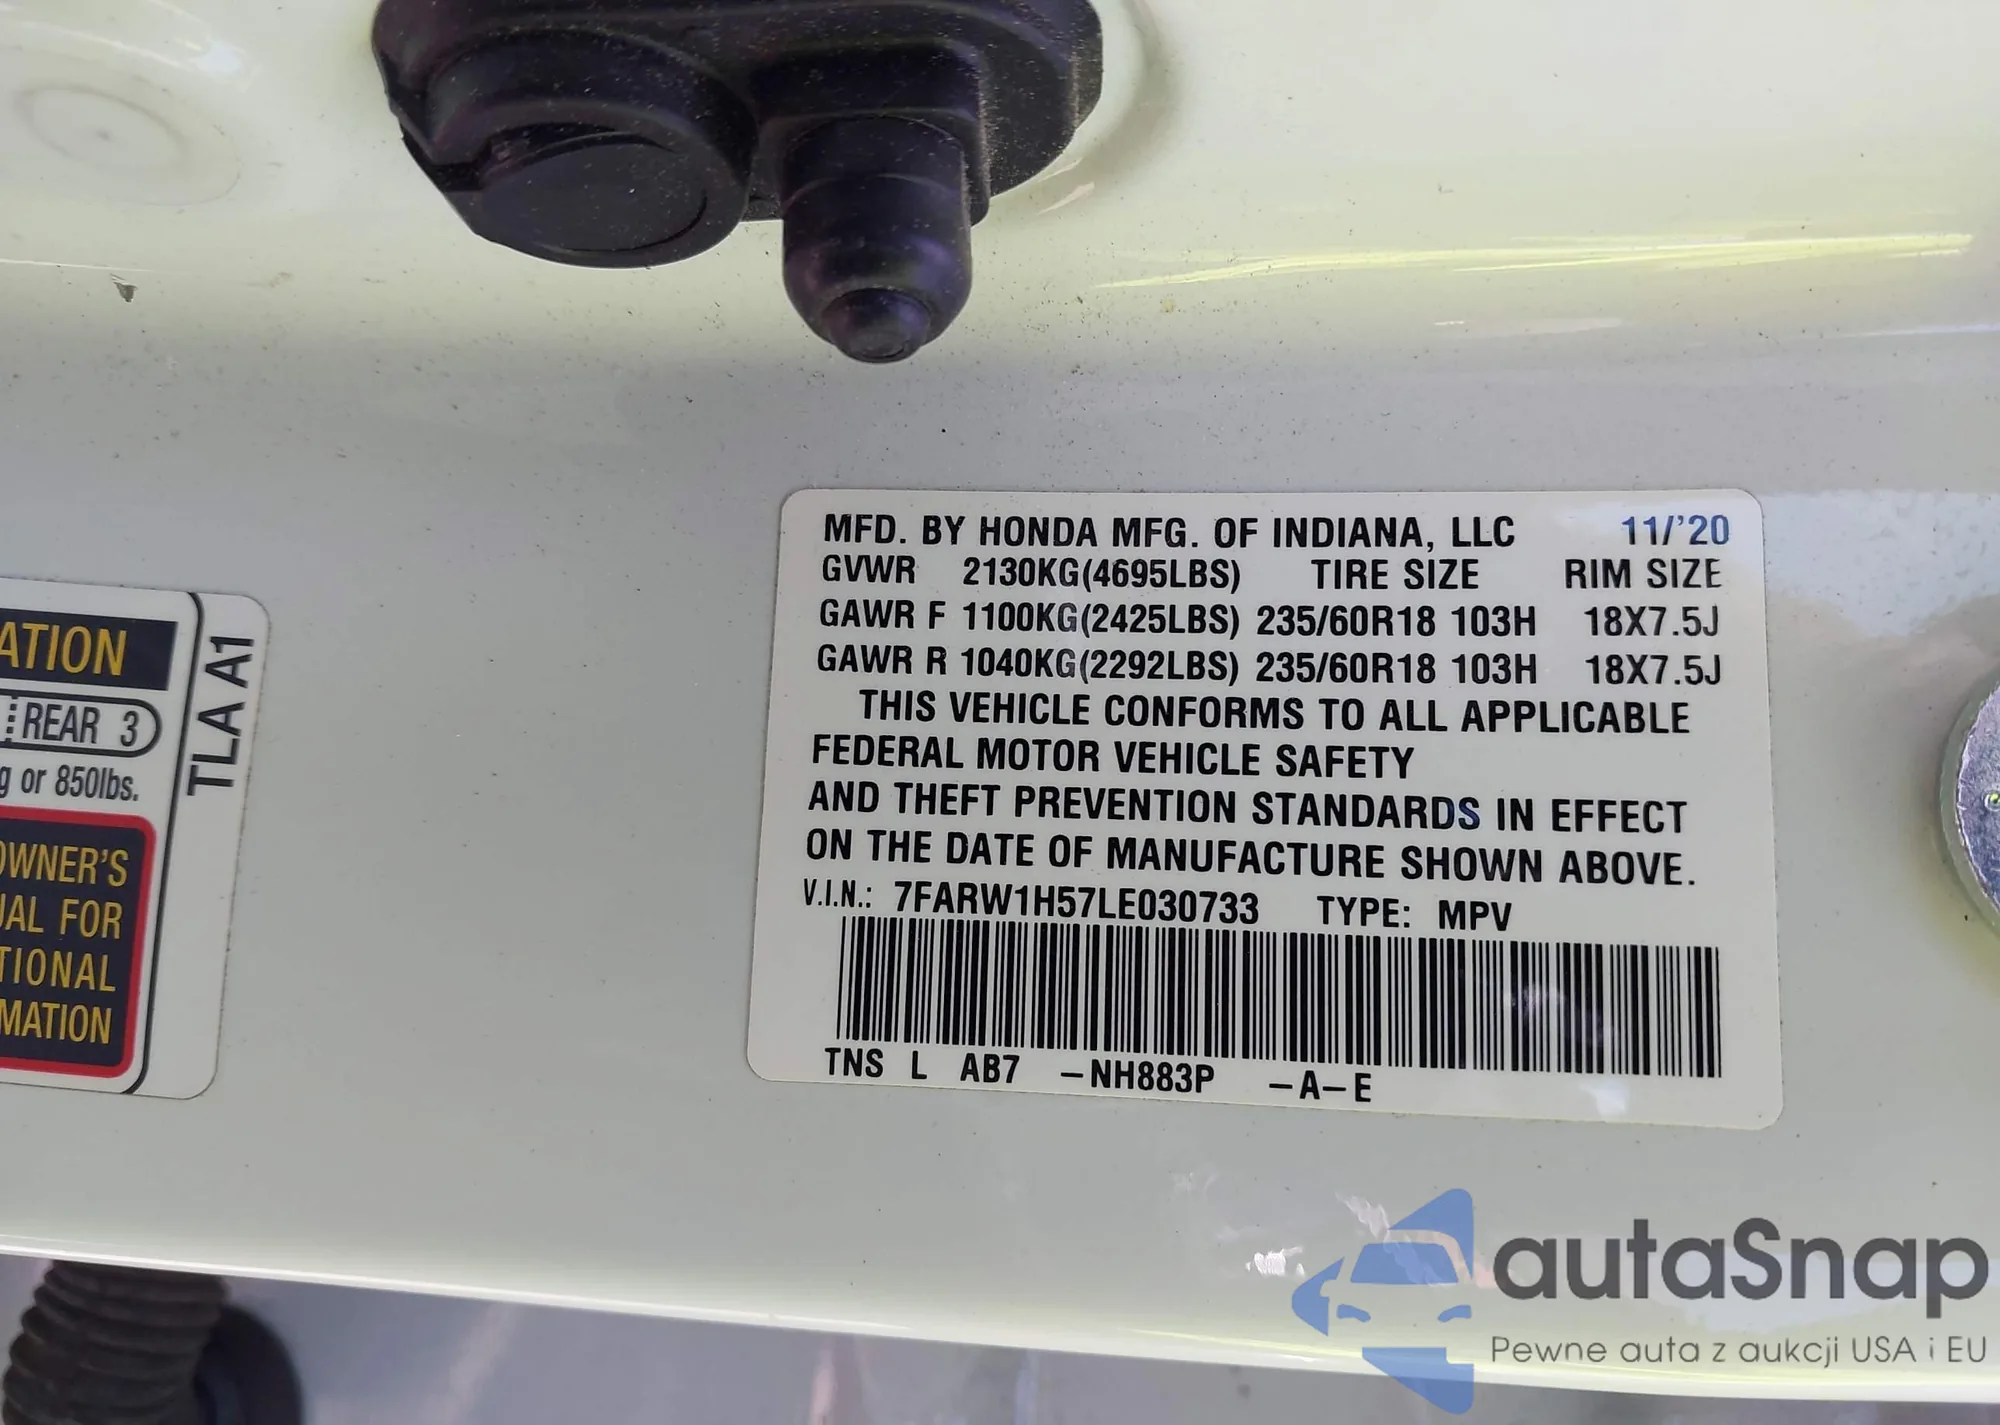 MFD. BY HONDA MFG. OF INDIANA, LLC 11/'20
GVWR 2130KG(4695LBS) TIRE SIZE RIM SIZE
GAWR F 1100KG(2425LBS) 235/60R18 103H 18X7.5J
GAWR R 1040KG(2292LBS) 235/60R18 103H 18X7.5J
THIS VEHICLE CONFORMS TO ALL APPLICABLE
FEDERAL MOTOR VEHICLE SAFETY
AND THEFT PREVENTION STANDARDS IN EFFECT
ON THE DATE OF MANUFACTURE SHOWN ABOVE.
V.I.N.: 7FARW1H57LE030733 TYPE: MPV
TNS L AB7 -NH883P -A-E
ATION
REAR 3
g or 850lbs.
OWNER'S
UAL FOR
TIONAL
MATION
TLA A1
autaSnap
Pewne auta z aukcji USA i EU